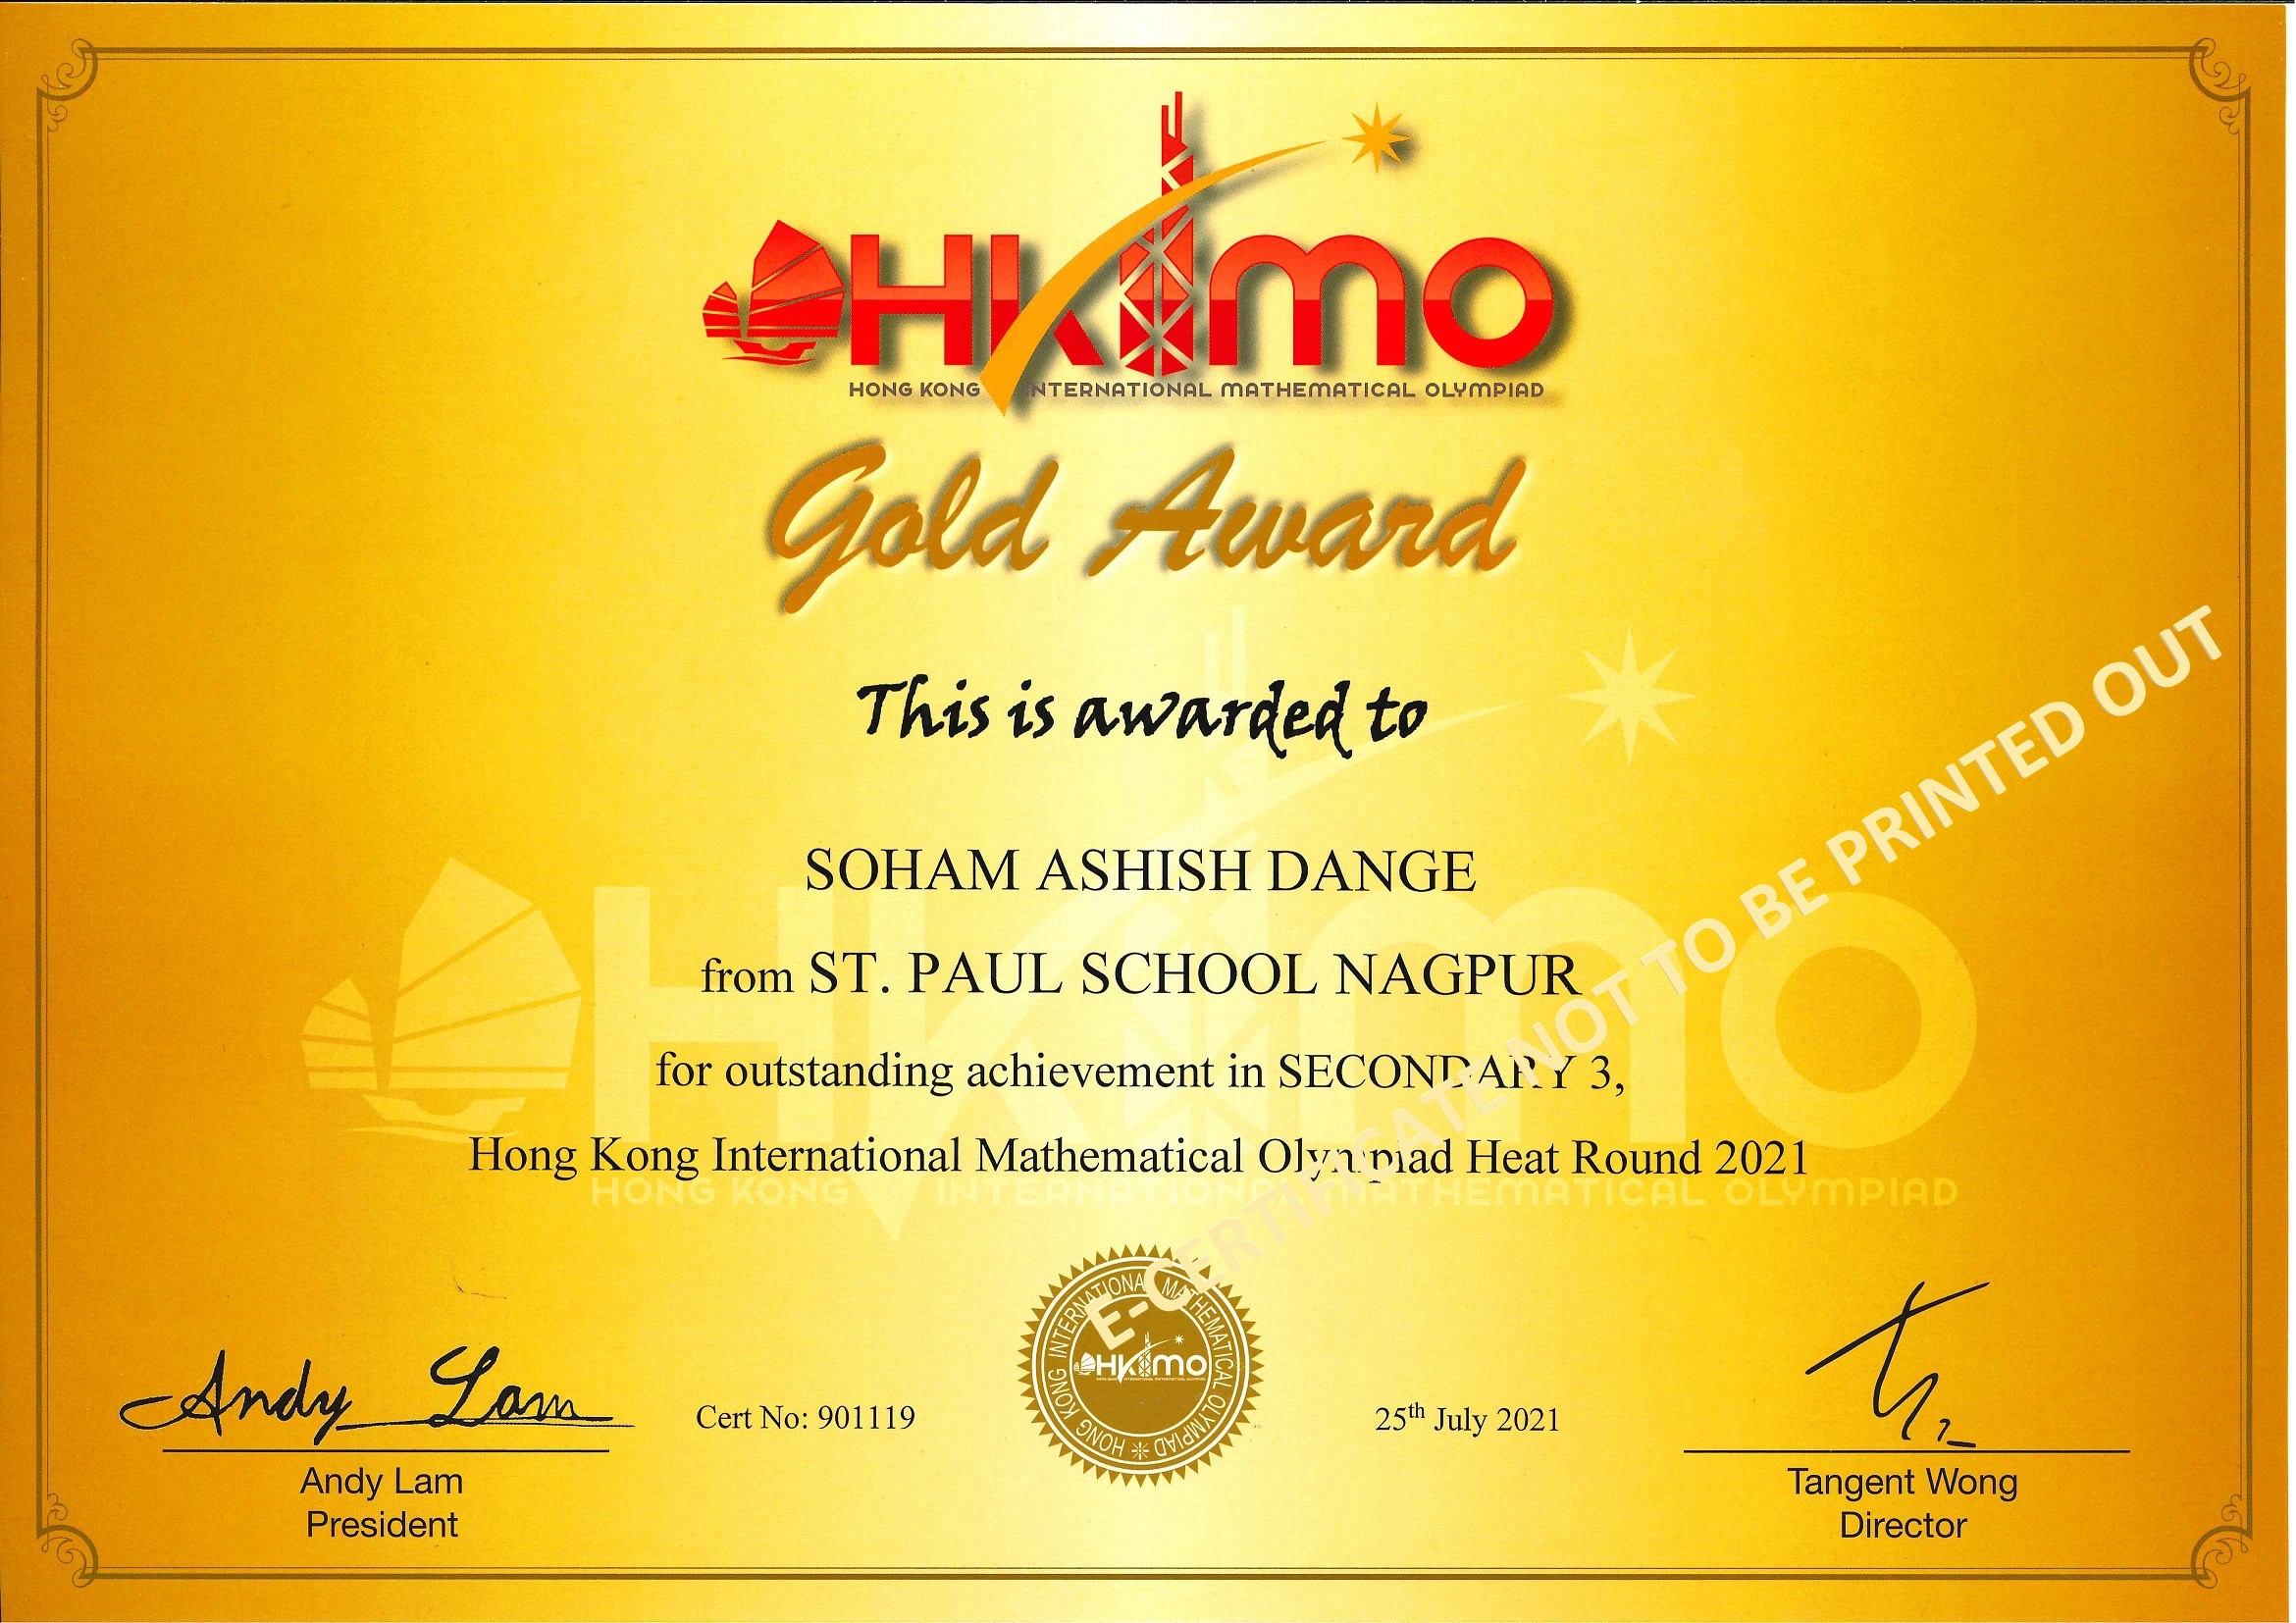 HKIMO
HONG KONG INTERNATIONAL MATHEMATICAL OLYMPIAD
Gold Award
This is awarded to
SOHAM ASHISH DANGE
from ST. PAUL SCHOOL NAGPUR
for outstanding achievement in SECONDARY 3,
Hong Kong International Mathematical Olympiad Heat Round 2021
HKIMO
HONG KONG INTERNATIONAL MATHEMATICAL OLYMPIAD
E-CERTIFICATE NOT TO BE PRINTED OUT
Andy Lam
Cert No: 901119
HONG KONG INTERNATIONAL MATHEMATICAL OLYMPIAD
HKIMO
25th July 2021
Andy Lam
President
Tangent Wong
Director